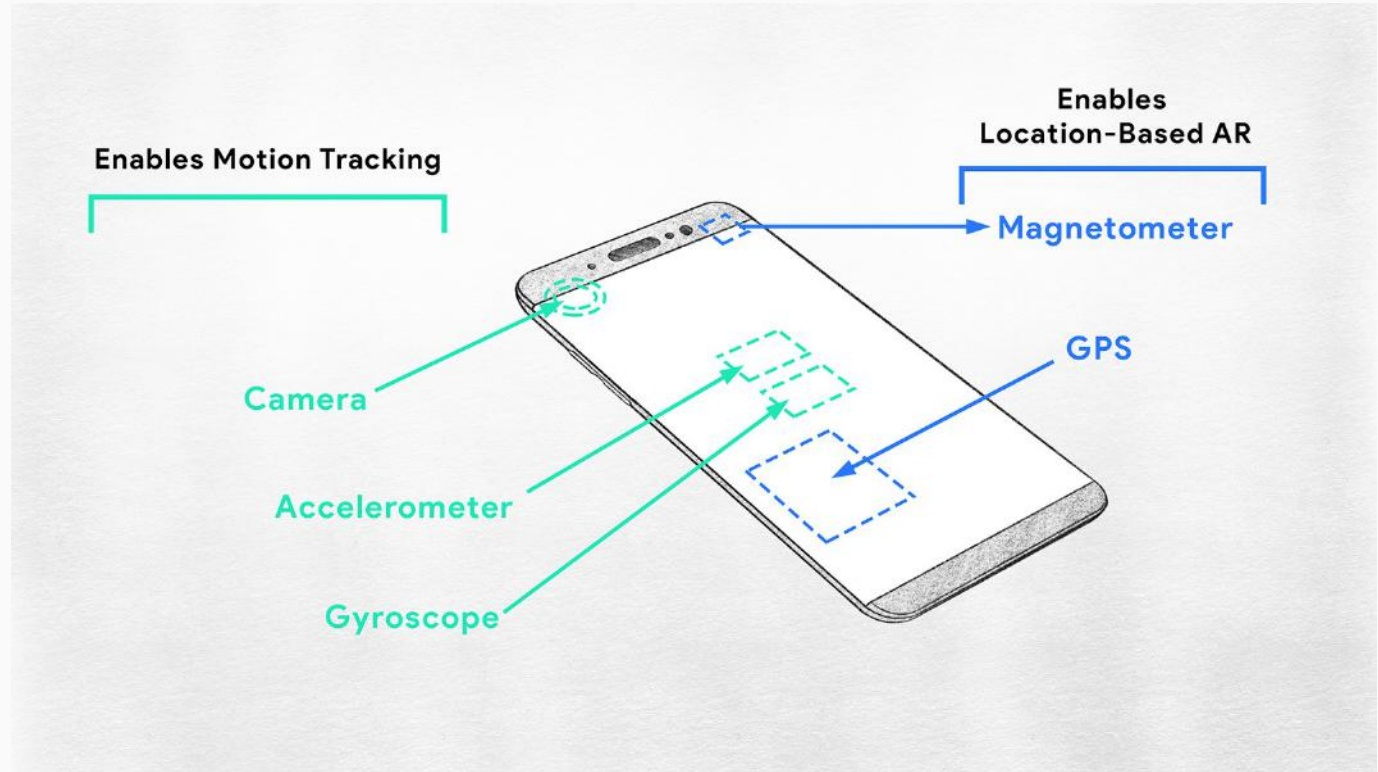 Enables Motion Tracking
Camera
Accelerometer
Gyroscope
Enables
Location-Based AR
Magnetometer
GPS